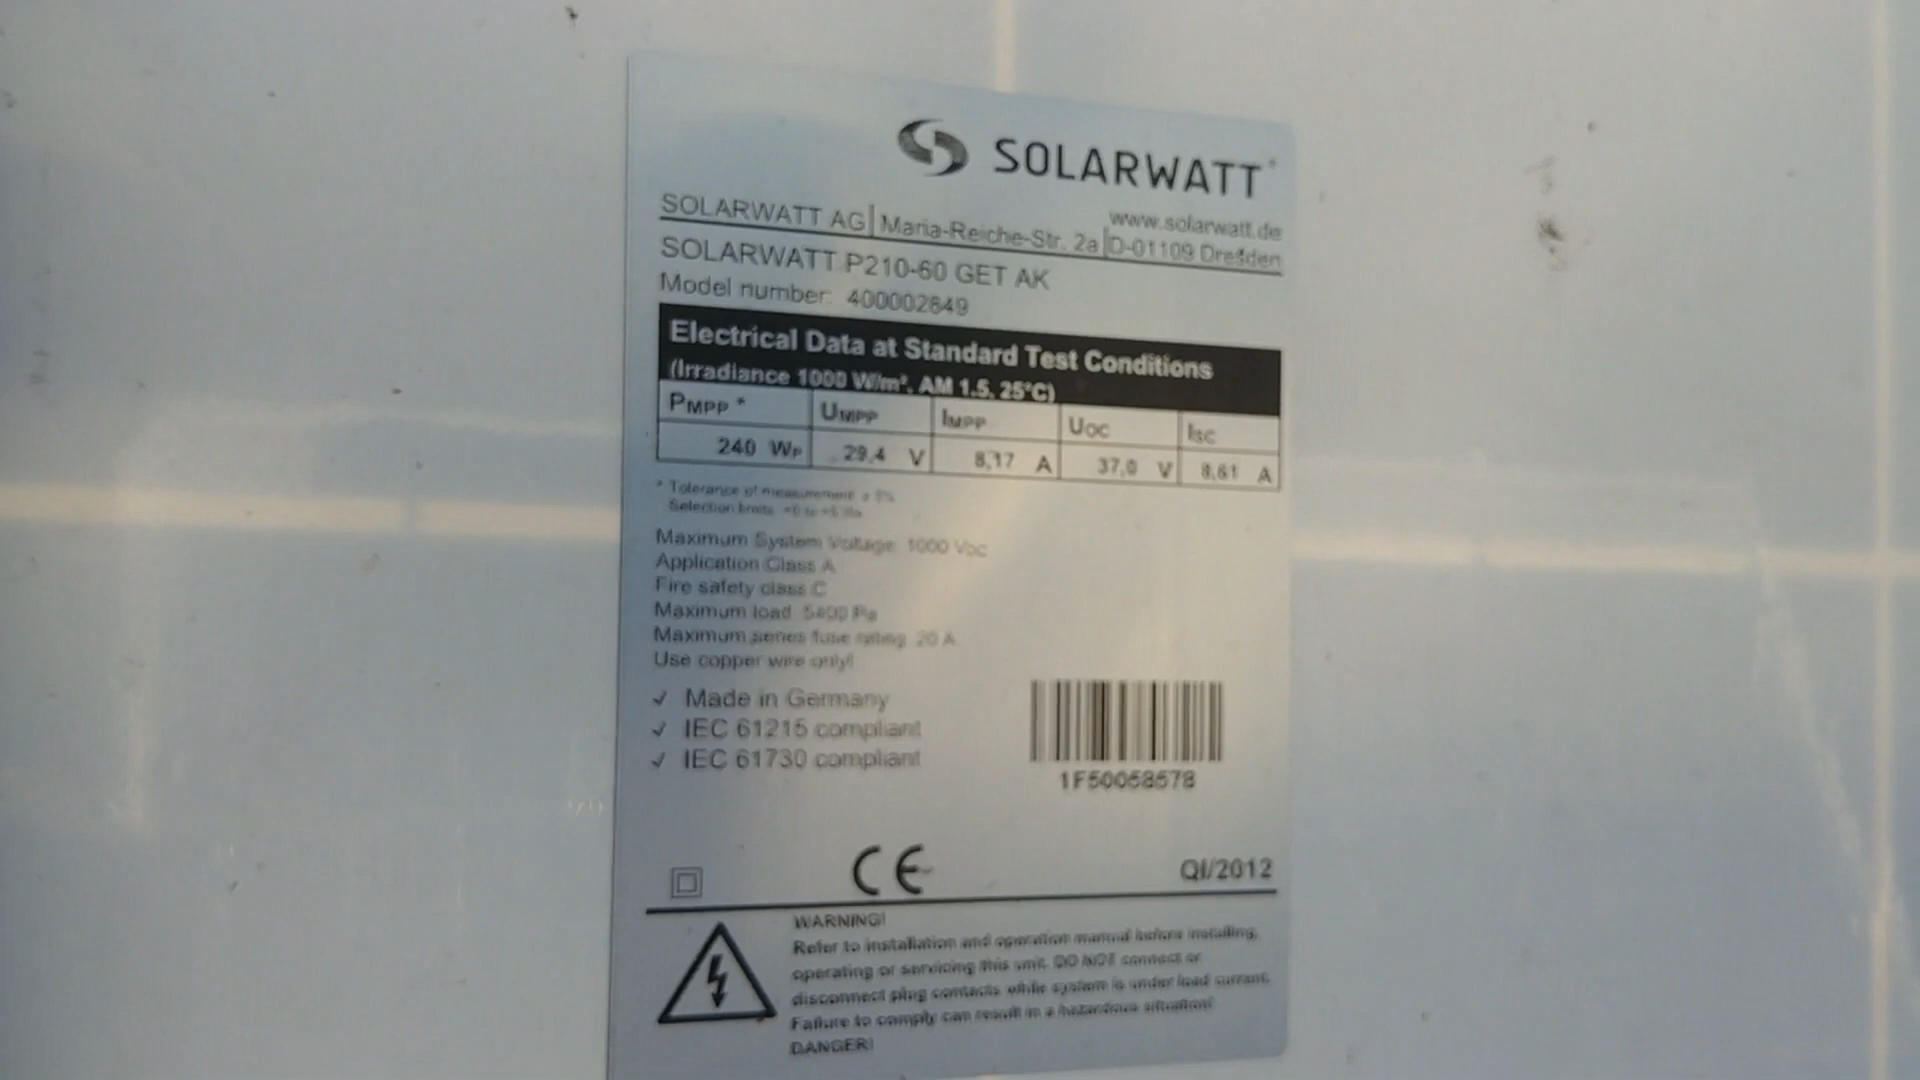 SOLARWATT
www.solarwatt.de
SOLARWATT AG | Maria-Reiche-Str. 2a | D-01109 Dresden
SOLARWATT P210-60 GET AK
Model number: 400002849
Electrical Data at Standard Test Conditions
(Irradiance 1000 W/m², AM 1.5, 25°C)
PMPP * UMPP IMPP UOC ISC
240 Wp 29,4 V 8,17 A 37,0 V 8,61 A
* Tolerance of measurement ± 5%
Selection limits
Maximum System Voltage: 1000 VDC
Application Class A
Fire safety class C
Maximum load: 5400 Pa
Maximum series fuse rating: 20 A
Use copper wire only!
✓ Made in Germany
✓ IEC 61215 compliant
✓ IEC 61730 compliant
1F50058578
CE
QI/2012
WARNING!
Refer to installation and operation manual before installing,
operating or servicing this unit. DO NOT connect or
disconnect plug contacts while system is under load current.
Failure to comply can result in a hazardous situation!
DANGER!